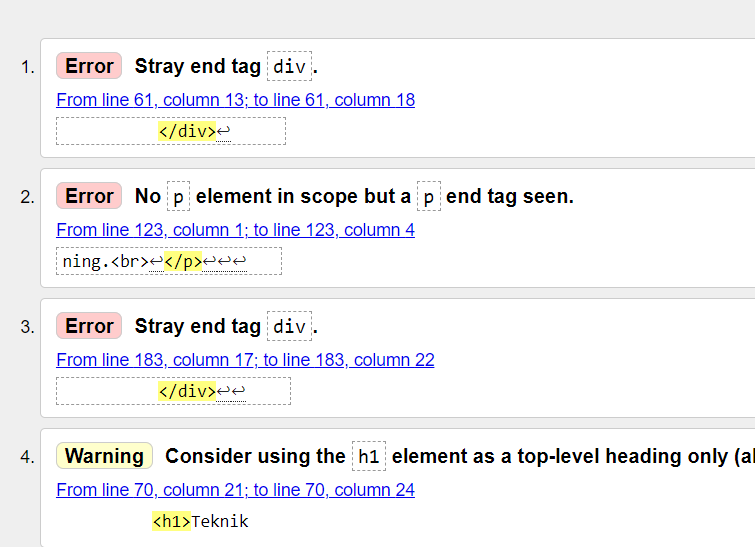 1. Error Stray end tag div.
From line 61, column 13; to line 61, column 18
</div>↩
2. Error No p element in scope but a p end tag seen.
From line 123, column 1; to line 123, column 4
ning.<br>↩</p>↩↩↩
3. Error Stray end tag div.
From line 183, column 17; to line 183, column 22
</div>↩↩
4. Warning Consider using the h1 element as a top-level heading only (al
From line 70, column 21; to line 70, column 24
<h1>Teknik